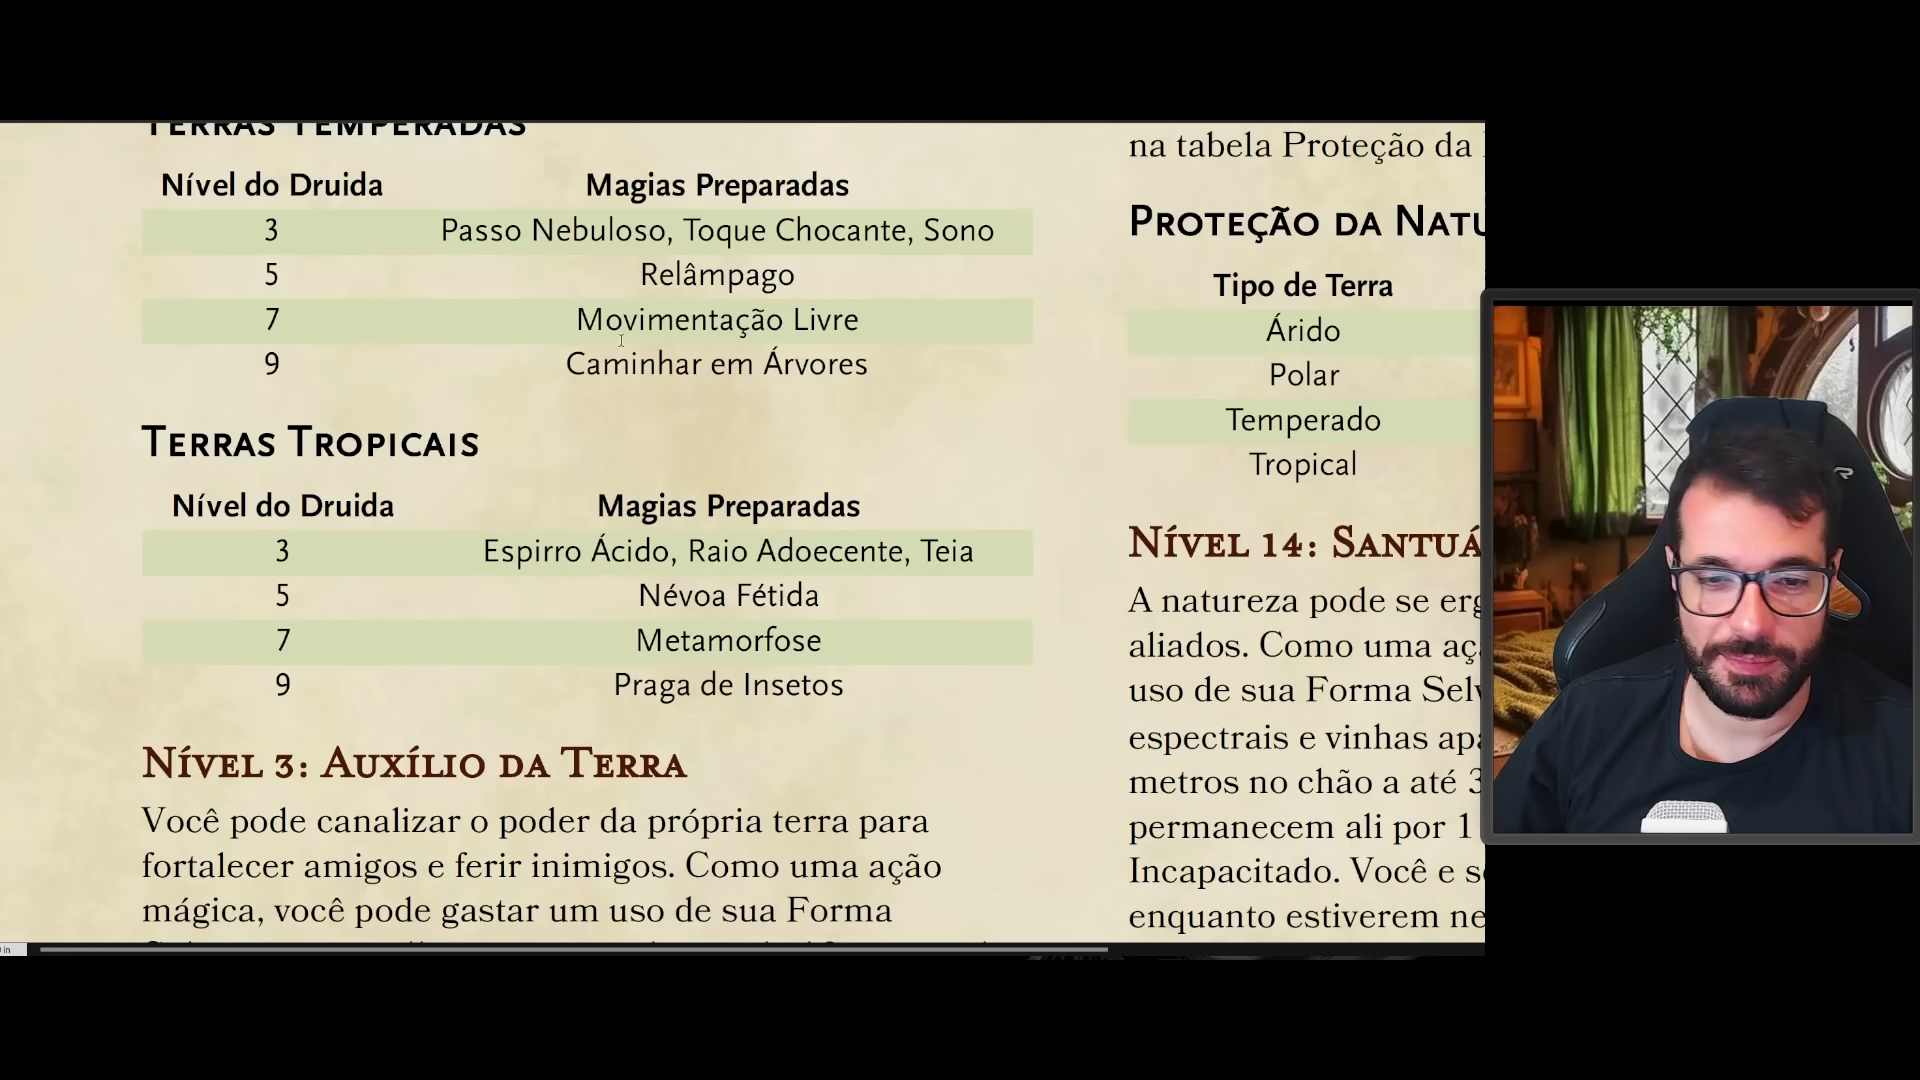 TERRAS TEMPERADAS
Nível do Druida Magias Preparadas
3 Passo Nebuloso, Toque Chocante, Sono
5 Relâmpago
7 Movimentação Livre
9 Caminhar em Árvores
TERRAS TROPICAIS
Nível do Druida Magias Preparadas
3 Espirro Ácido, Raio Adoecente, Teia
5 Névoa Fétida
7 Metamorfose
9 Praga de Insetos
NÍVEL 3: AUXÍLIO DA TERRA
Você pode canalizar o poder da própria terra para
fortalecer amigos e ferir inimigos. Como uma ação
mágica, você pode gastar um uso de sua Forma
na tabela Proteção da
PROTEÇÃO DA NATU
Tipo de Terra
Árido
Polar
Temperado
Tropical
NÍVEL 14: SANTUÁ
A natureza pode se erg
aliados. Como uma aç
uso de sua Forma Selv
espectrais e vinhas apa
metros no chão a até 3
permanecem ali por 1
Incapacitado. Você e s
enquanto estiverem ne